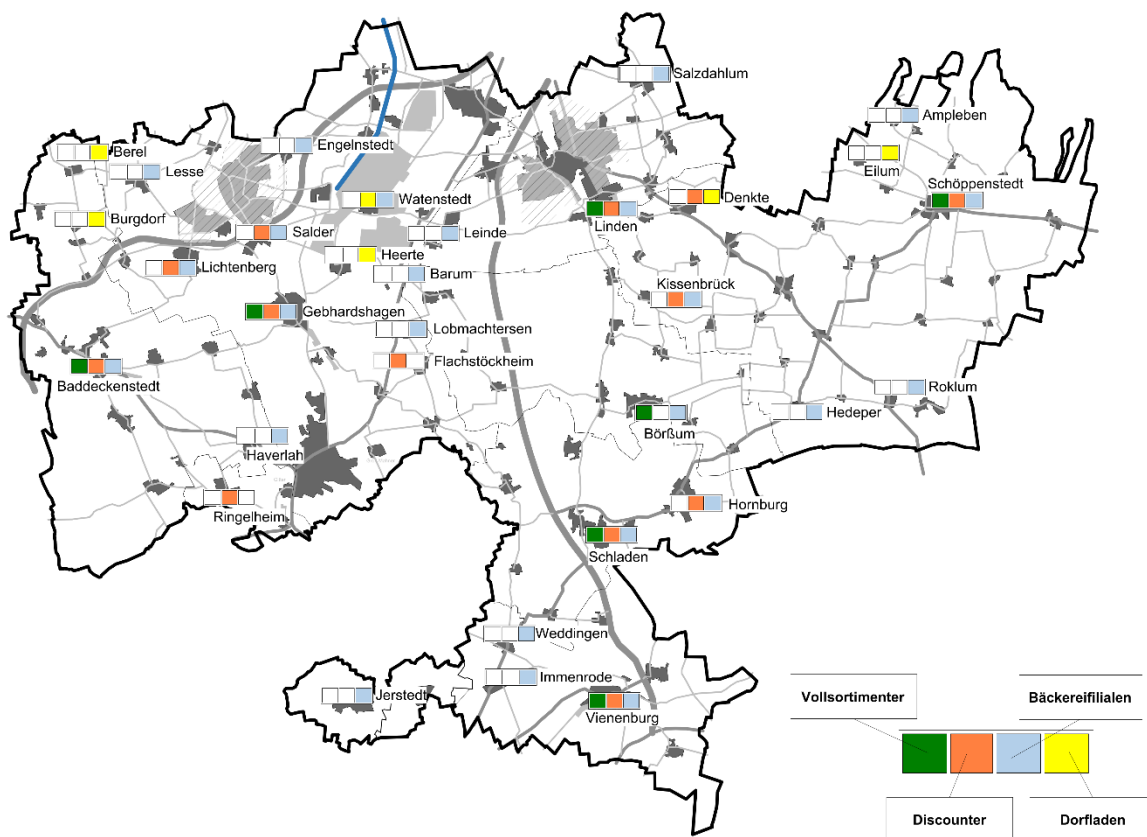 Salzdahlum
Ampleben
Engelnstedt
Berel
Lesse
Eilum
Schöppenstedt
Denkte
Watenstedt
Burgdorf
Linden
Salder
Leinde
Heerte
Lichtenberg
Barum
Kissenbrück
Gebhardshagen
Lobmachtersen
Flachstöckheim
Baddeckenstedt
Roklum
Hedeper
Börßum
Haverlah
Hornburg
Ringelheim
Schladen
Weddingen
Immenrode
Jerstedt
Vienenburg
Vollsortimenter
Bäckereifilialen
Discounter
Dorfladen